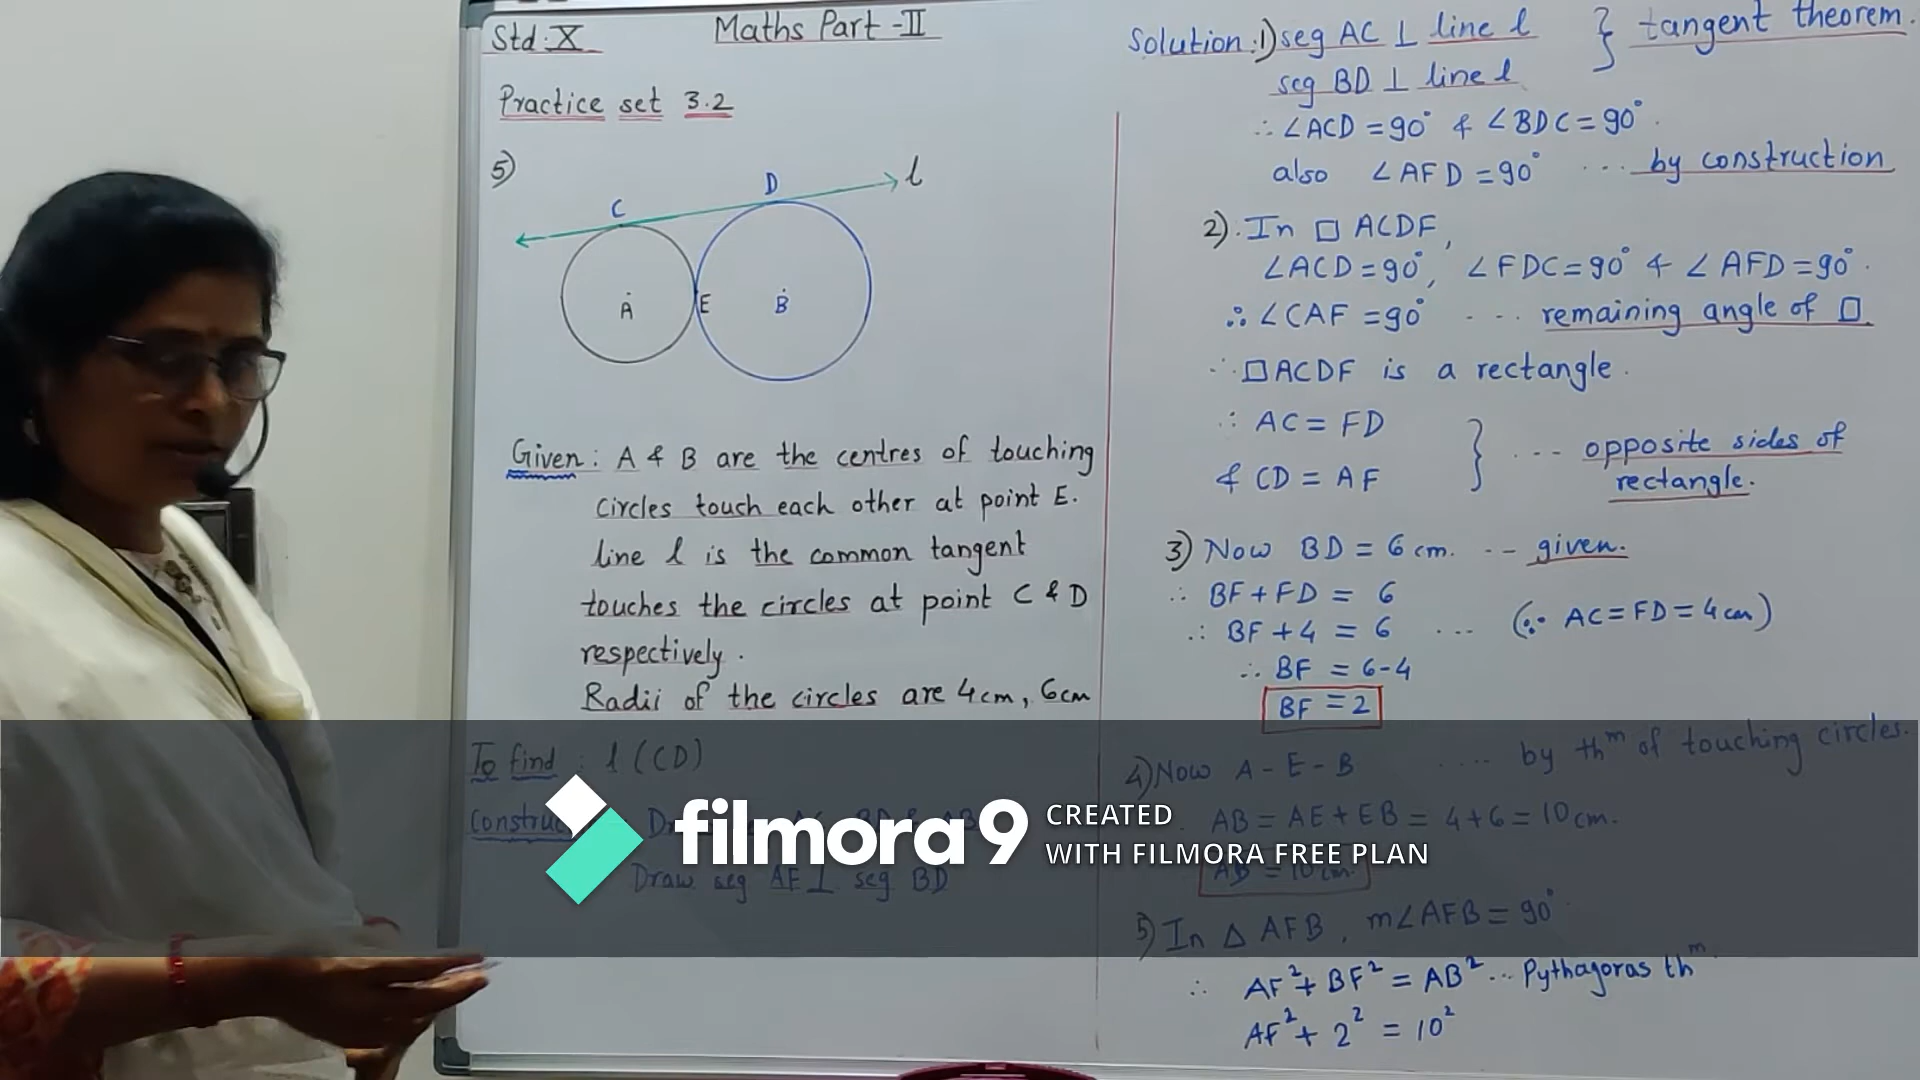 Std:X Maths Part-II
Practice set 3.2
5)
C D l
A E B
Given: A & B are the centres of touching
circles touch each other at point E.
line l is the common tangent
touches the circles at point C & D
respectively.
Radii of the circles are 4cm, 6cm
To find : l(CD)
Draw seg AF ⊥ seg BD
Solution: 1) seg AC ⊥ line l } tangent theorem.
seg BD ⊥ line l
∴ ∠ACD = 90° & ∠BDC = 90°.
also ∠AFD = 90° ... by construction
2). In □ ACDF,
∠ACD = 90°, ∠FDC = 90° & ∠AFD = 90°.
∴ ∠CAF = 90° ... remaining angle of □.
∴ □ACDF is a rectangle.
∴ AC = FD
& CD = AF } ... opposite sides of
rectangle.
3) Now BD = 6 cm. -- given.
∴ BF + FD = 6
∴ BF + 4 = 6 ... (∵ AC = FD = 4cm)
∴ BF = 6-4
BF = 2
4) Now A - E - B .... by thm of touching circles.
AB = AE + EB = 4+6 = 10cm.
AB = 10cm.
5) In △ AFB, m∠AFB = 90°.
∴ AF² + BF² = AB² ... Pythagoras thm
AF² + 2² = 10²
filmora9 CREATED
WITH FILMORA FREE PLAN